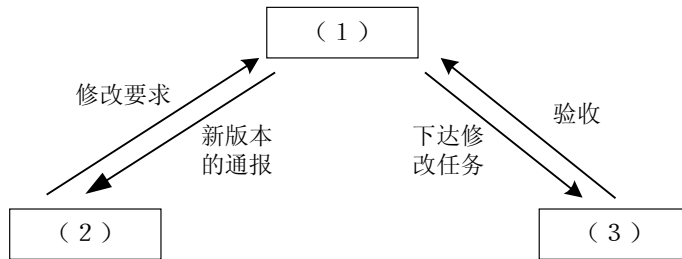 （1）
修改要求
新版本
的通报
下达修
改任务
验收
（2）
（3）